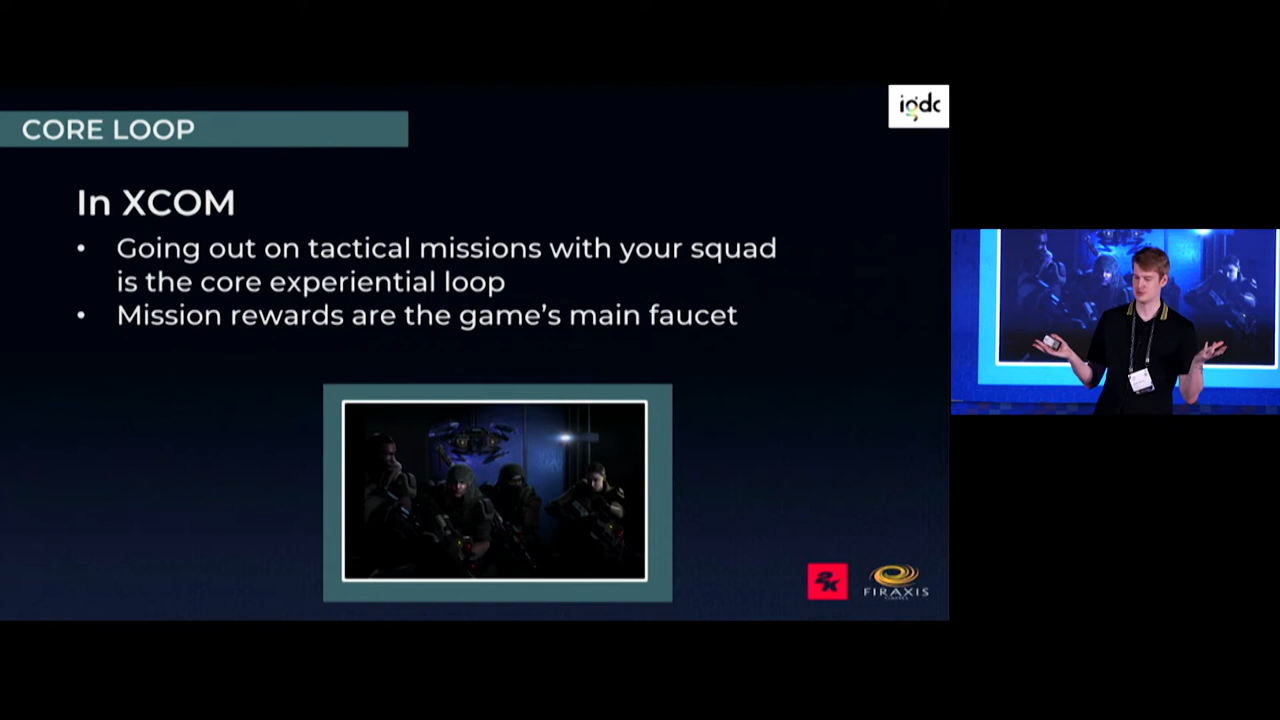 igdc
CORE LOOP
In XCOM
• Going out on tactical missions with your squad
is the core experiential loop
• Mission rewards are the game's main faucet
2K
FIRAXIS